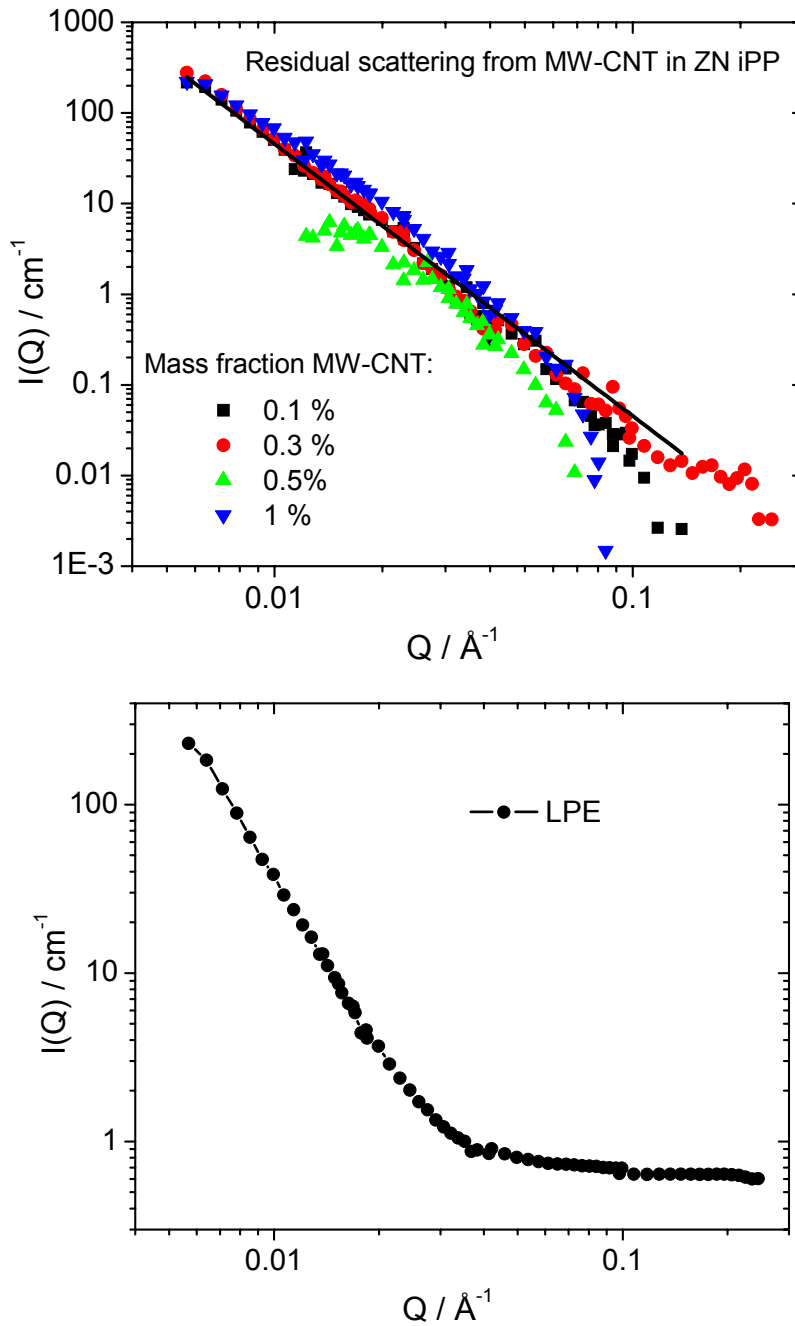 Residual scattering from MW-CNT in ZN iPP
1000
100
10
1
0.1
0.01
1E-3
I(Q) / cm⁻¹
Mass fraction MW-CNT:
0.1 %
0.3 %
0.5%
1 %
0.01
0.1
Q / Å⁻¹
100
10
1
I(Q) / cm⁻¹
LPE
0.01
0.1
Q / Å⁻¹